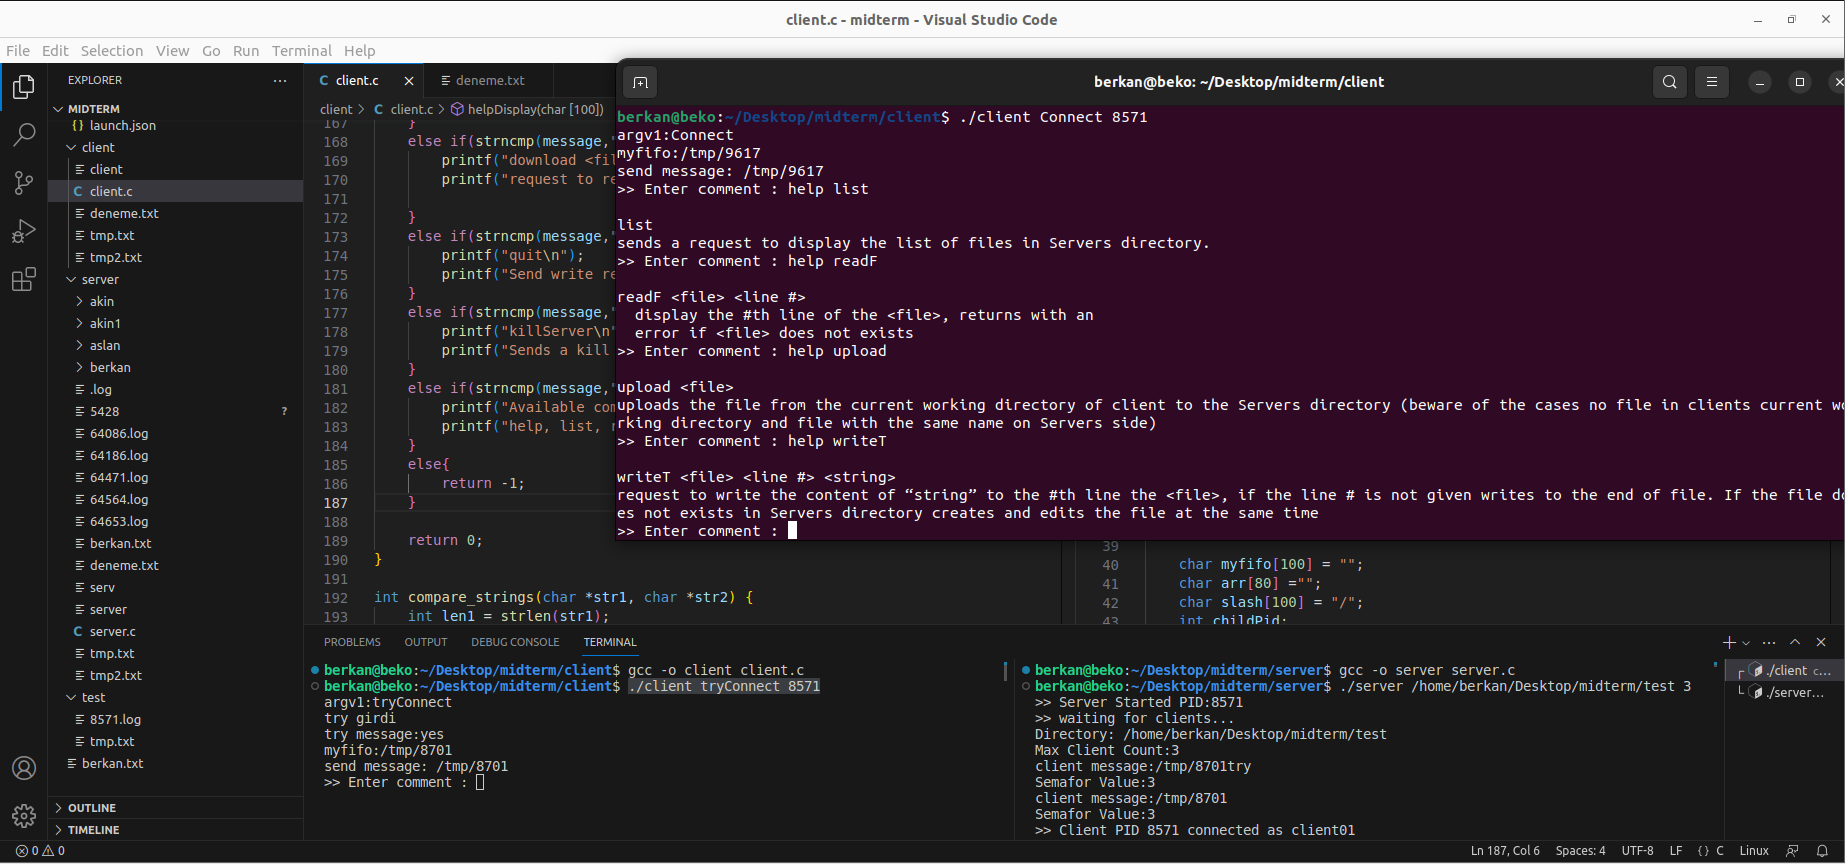 client.c - midterm - Visual Studio Code
File Edit Selection View Go Run Terminal Help
EXPLORER
MIDTERM
launch.json
client
client
client.c
deneme.txt
tmp.txt
tmp2.txt
server
akin
akin1
aslan
berkan
.log
5428 ?
64086.log
64186.log
64471.log
64564.log
64653.log
berkan.txt
deneme.txt
serv
server
server.c
tmp.txt
tmp2.txt
test
8571.log
tmp.txt
berkan.txt
OUTLINE
TIMELINE
client.c
deneme.txt
client > client.c > helpDisplay(char [100])
167 }
168 else if(strncmp(message,"
169 printf("download <fil
170 printf("request to re
171
172 }
173 else if(strncmp(message,"
174 printf("quit\n");
175 printf("Send write re
176 }
177 else if(strncmp(message,"
178 printf("killServer\n"
179 printf("Sends a kill
180 }
181 else if(strncmp(message,"
182 printf("Available com
183 printf("help, list, r
184 }
185 else{
186 return -1;
187 }
188
189 return 0;
190 }
191
192 int compare_strings(char *str1, char *str2) {
193 int len1 = strlen(str1);
berkan@beko: ~/Desktop/midterm/client
berkan@beko:~/Desktop/midterm/client$ ./client Connect 8571
argv1:Connect
myfifo:/tmp/9617
send message: /tmp/9617
>> Enter comment : help list
list
sends a request to display the list of files in Servers directory.
>> Enter comment : help readF
readF <file> <line #>
display the #th line of the <file>, returns with an
error if <file> does not exists
>> Enter comment : help upload
upload <file>
uploads the file from the current working directory of client to the Servers directory (beware of the cases no file in clients current wo
rking directory and file with the same name on Servers side)
>> Enter comment : help writeT
writeT <file> <line #> <string>
request to write the content of “string” to the #th line the <file>, if the line # is not given writes to the end of file. If the file do
es not exists in Servers directory creates and edits the file at the same time
>> Enter comment :
39
40 char myfifo[100] = "";
41 char arr[80] ="";
42 char slash[100] = "/";
43 int childPid;
PROBLEMS OUTPUT DEBUG CONSOLE TERMINAL
berkan@beko:~/Desktop/midterm/client$ gcc -o client client.c
berkan@beko:~/Desktop/midterm/client$ ./client tryConnect 8571
argv1:tryConnect
try girdi
try message:yes
myfifo:/tmp/8701
send message: /tmp/8701
>> Enter comment :
berkan@beko:~/Desktop/midterm/server$ gcc -o server server.c
berkan@beko:~/Desktop/midterm/server$ ./server /home/berkan/Desktop/midterm/test 3
>> Server Started PID:8571
>> waiting for clients...
Directory: /home/berkan/Desktop/midterm/test
Max Client Count:3
client message:/tmp/8701try
Semafor Value:3
client message:/tmp/8701
Semafor Value:3
>> Client PID 8571 connected as client01
./client c...
./server...
0 0
Ln 187, Col 6 Spaces: 4 UTF-8 LF {} C Linux